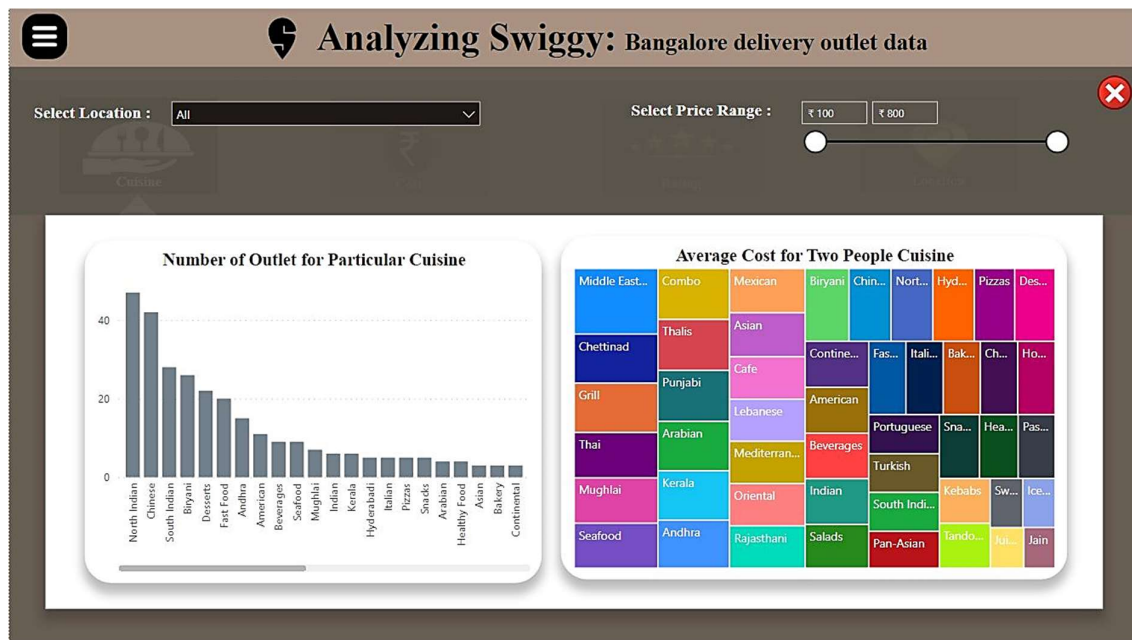 Analyzing Swiggy: Bangalore delivery outlet data
Select Location :
All
Select Price Range :
₹ 100
₹ 800
Cuisine
Number of Outlet for Particular Cuisine
40
20
0
North Indian
Chinese
South Indian
Biryani
Desserts
Fast Food
Andhra
American
Beverages
Seafood
Mughlai
Indian
Kerala
Hyderabadi
Italian
Pizzas
Snacks
Arabian
Healthy Food
Asian
Bakery
Continental
Average Cost for Two People Cuisine
Middle East...
Chettinad
Grill
Thai
Mughlai
Seafood
Combo
Thalis
Punjabi
Arabian
Kerala
Andhra
Mexican
Asian
Cafe
Lebanese
Mediterran...
Oriental
Rajasthani
Biryani
Chin...
Nort...
Hyd...
Pizzas
Des...
Contine...
American
Beverages
Indian
Salads
Fas...
Itali...
Bak...
Ch...
Ho...
Portuguese
Turkish
South Indi...
Pan-Asian
Sna...
Hea...
Pas...
Kebabs
Tando...
Sw...
Ice...
Jui...
Jain